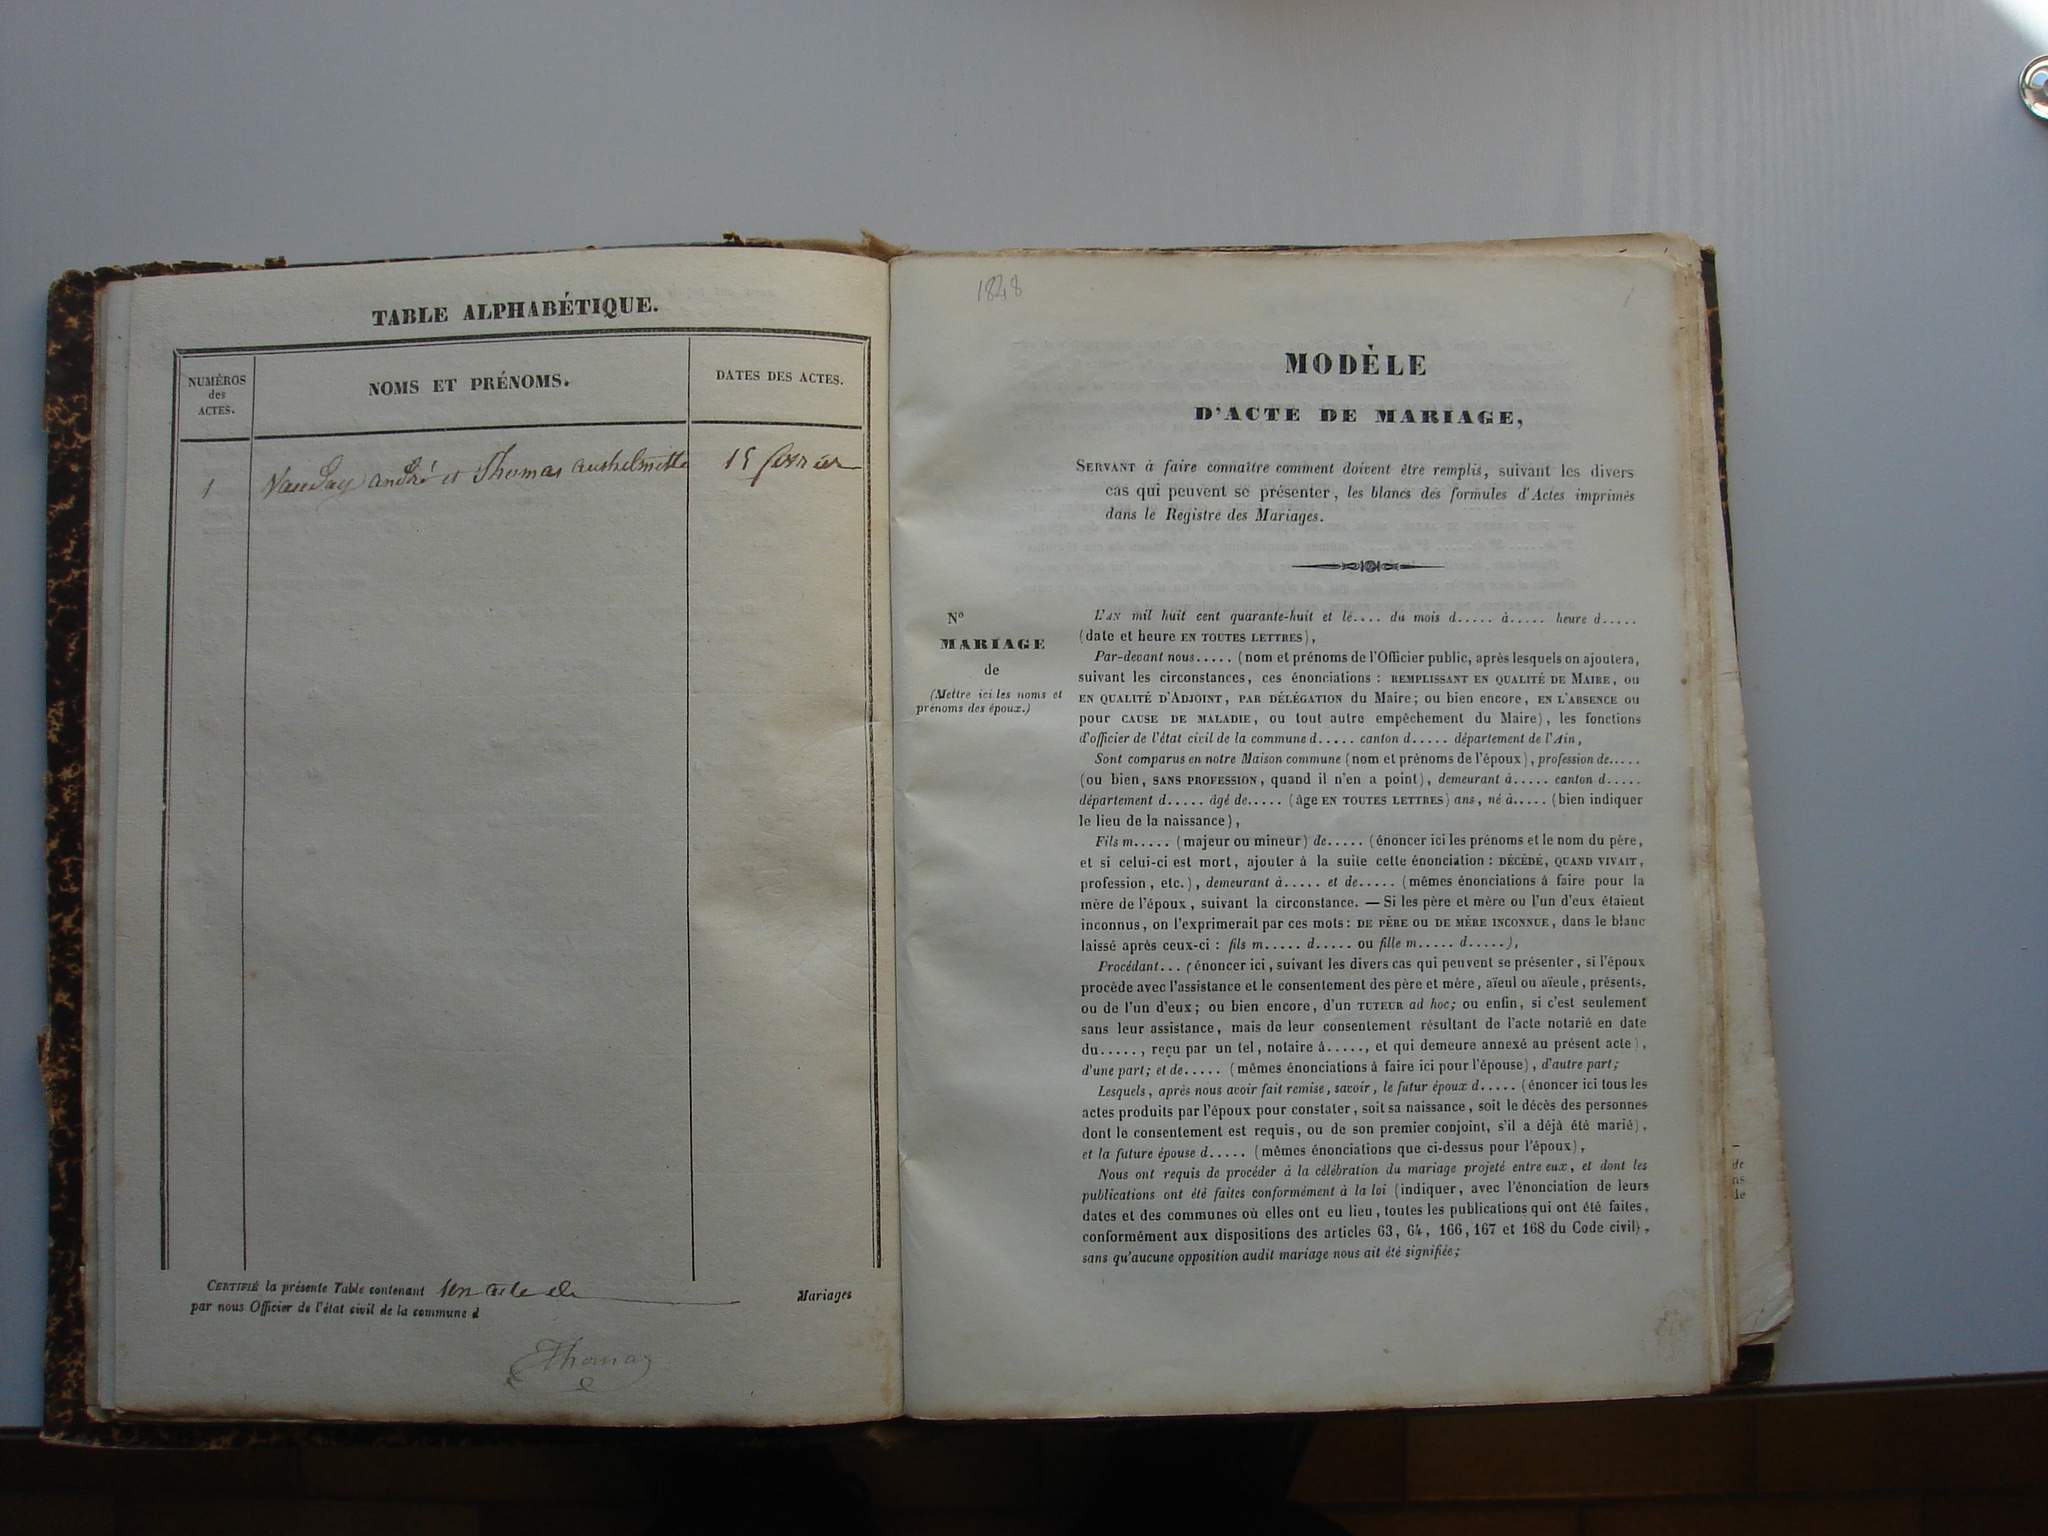 TABLE ALPHABÉTIQUE.
NUMÉROS
des
ACTES.
NOMS ET PRÉNOMS.
DATES DES ACTES.
1 andré et Thomas 15 fevrier
CERTIFIÉ la présente Table contenant un acte de Mariages
par nous Officier de l'état civil de la commune d
Thomas
1848
1
MODÈLE
D'ACTE DE MARIAGE,
SERVANT à faire connaître comment doivent être remplis, suivant les divers
cas qui peuvent se présenter, les blancs des formules d'Actes imprimés
dans le Registre des Mariages.
N°
MARIAGE
de
(Mettre ici les noms et
prénoms des époux.)
L'AN mil huit cent quarante-huit et le.... du mois d..... à..... heure d.....
(date et heure EN TOUTES LETTRES),
Par-devant nous..... (nom et prénoms de l'Officier public, après lesquels on ajoutera,
suivant les circonstances, ces énonciations : REMPLISSANT EN QUALITÉ DE MAIRE, OU
EN QUALITÉ D'ADJOINT, PAR DÉLÉGATION du Maire; ou bien encore, EN L'ABSENCE ou
pour CAUSE DE MALADIE, ou tout autre empêchement du Maire), les fonctions
d'officier de l'état civil de la commune d..... canton d..... département de l'Ain,
Sont comparus en notre Maison commune (nom et prénoms de l'époux), profession de.....
(ou bien, SANS PROFESSION, quand il n'en a point), demeurant à..... canton d.....
département d..... âgé de..... (âge EN TOUTES LETTRES) ans, né à..... (bien indiquer
le lieu de la naissance),
Fils m..... (majeur ou mineur) de..... (énoncer ici les prénoms et le nom du père,
et si celui-ci est mort, ajouter à la suite cette énonciation : DÉCÉDÉ, QUAND VIVAIT,
profession, etc.), demeurant à..... et de..... (mêmes énonciations à faire pour la
mère de l'époux, suivant la circonstance. — Si les père et mère ou l'un d'eux étaient
inconnus, on l'exprimerait par ces mots : DE PÈRE OU DE MÈRE INCONNUE, dans le blanc
laissé après ceux-ci : fils m..... d..... ou fille m..... d.....),
Procédant... (énoncer ici, suivant les divers cas qui peuvent se présenter, si l'époux
procède avec l'assistance et le consentement des père et mère, aïeul ou aïeule, présents,
ou de l'un d'eux; ou bien encore, d'un TUTEUR ad hoc; ou enfin, si c'est seulement
sans leur assistance, mais de leur consentement résultant de l'acte notarié en date
du....., reçu par un tel, notaire à....., et qui demeure annexé au présent acte),
d'une part; et de..... (mêmes énonciations à faire ici pour l'épouse), d'autre part;
Lesquels, après nous avoir fait remise, savoir, le futur époux d..... (énoncer ici tous les
actes produits par l'époux pour constater, soit sa naissance, soit le décès des personnes
dont le consentement est requis, ou de son premier conjoint, s'il a déjà été marié),
et la future épouse d..... (mêmes énonciations que ci-dessus pour l'époux),
Nous ont requis de procéder à la célébration du mariage projeté entre eux, et dont les
publications ont été faites conformément à la loi (indiquer, avec l'énonciation de leurs
dates et des communes où elles ont eu lieu, toutes les publications qui ont été faites,
conformément aux dispositions des articles 63, 64, 166, 167 et 168 du Code civil),
sans qu'aucune opposition audit mariage nous ait été signifiée;